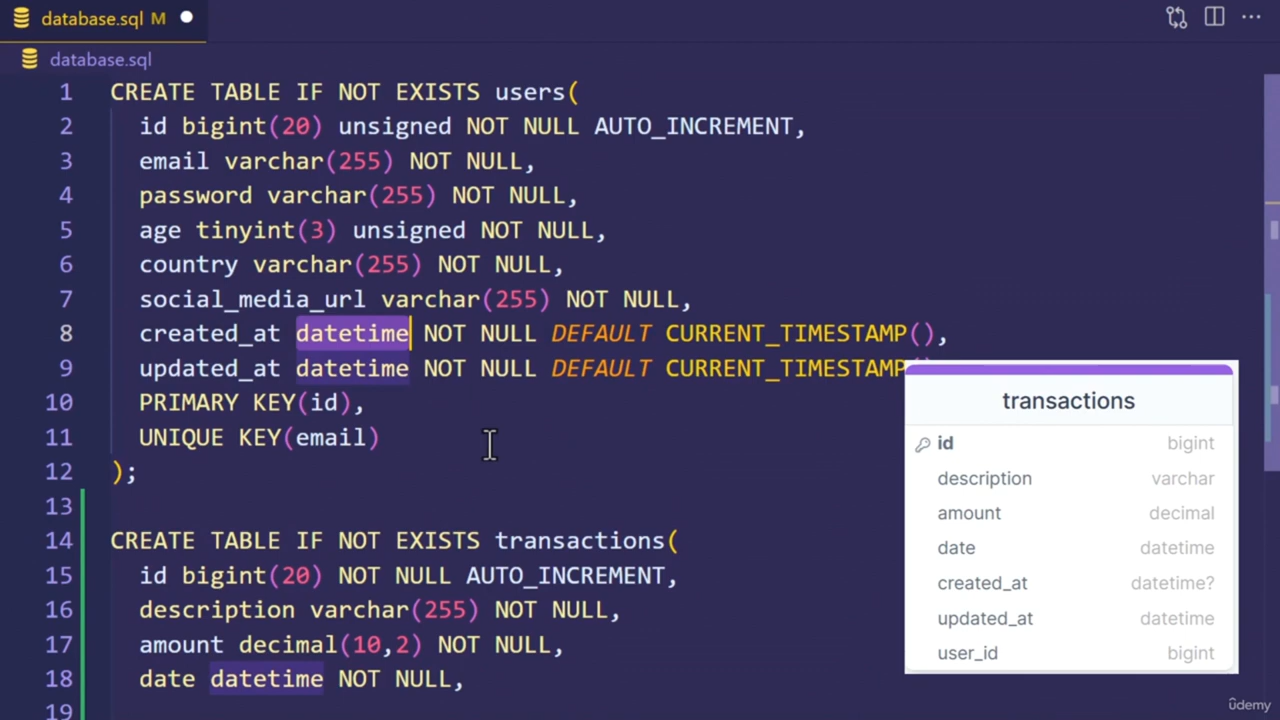 database.sql M
database.sql
1 CREATE TABLE IF NOT EXISTS users(
2 id bigint(20) unsigned NOT NULL AUTO_INCREMENT,
3 email varchar(255) NOT NULL,
4 password varchar(255) NOT NULL,
5 age tinyint(3) unsigned NOT NULL,
6 country varchar(255) NOT NULL,
7 social_media_url varchar(255) NOT NULL,
8 created_at datetime NOT NULL DEFAULT CURRENT_TIMESTAMP(),
9 updated_at datetime NOT NULL DEFAULT CURRENT_TIMESTAMP
10 PRIMARY KEY(id),
11 UNIQUE KEY(email)
12 );
13
14 CREATE TABLE IF NOT EXISTS transactions(
15 id bigint(20) NOT NULL AUTO_INCREMENT,
16 description varchar(255) NOT NULL,
17 amount decimal(10,2) NOT NULL,
18 date datetime NOT NULL,
19
transactions
id bigint
description varchar
amount decimal
date datetime
created_at datetime?
updated_at datetime
user_id bigint
ûdemy